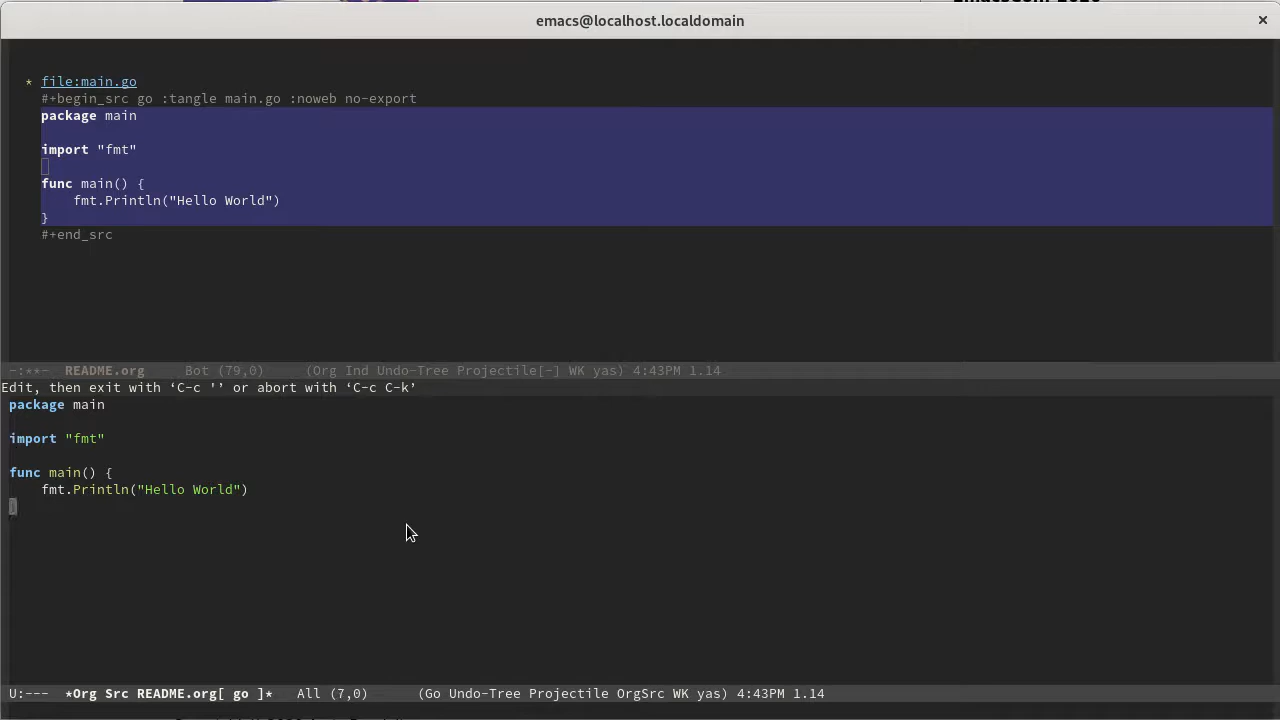 emacs@localhost.localdomain
* file:main.go
#+begin_src go :tangle main.go :noweb no-export
package main
import "fmt"
func main() {
fmt.Println("Hello World")
}
#+end_src
-:**- README.org Bot (79,0) (Org Ind Undo-Tree Projectile[-] WK yas) 4:43PM 1.14
Edit, then exit with ‘C-c '’ or abort with ‘C-c C-k’
package main
import "fmt"
func main() {
fmt.Println("Hello World")
}
U:--- *Org Src README.org[ go ]* All (7,0) (Go Undo-Tree Projectile OrgSrc WK yas) 4:43PM 1.14